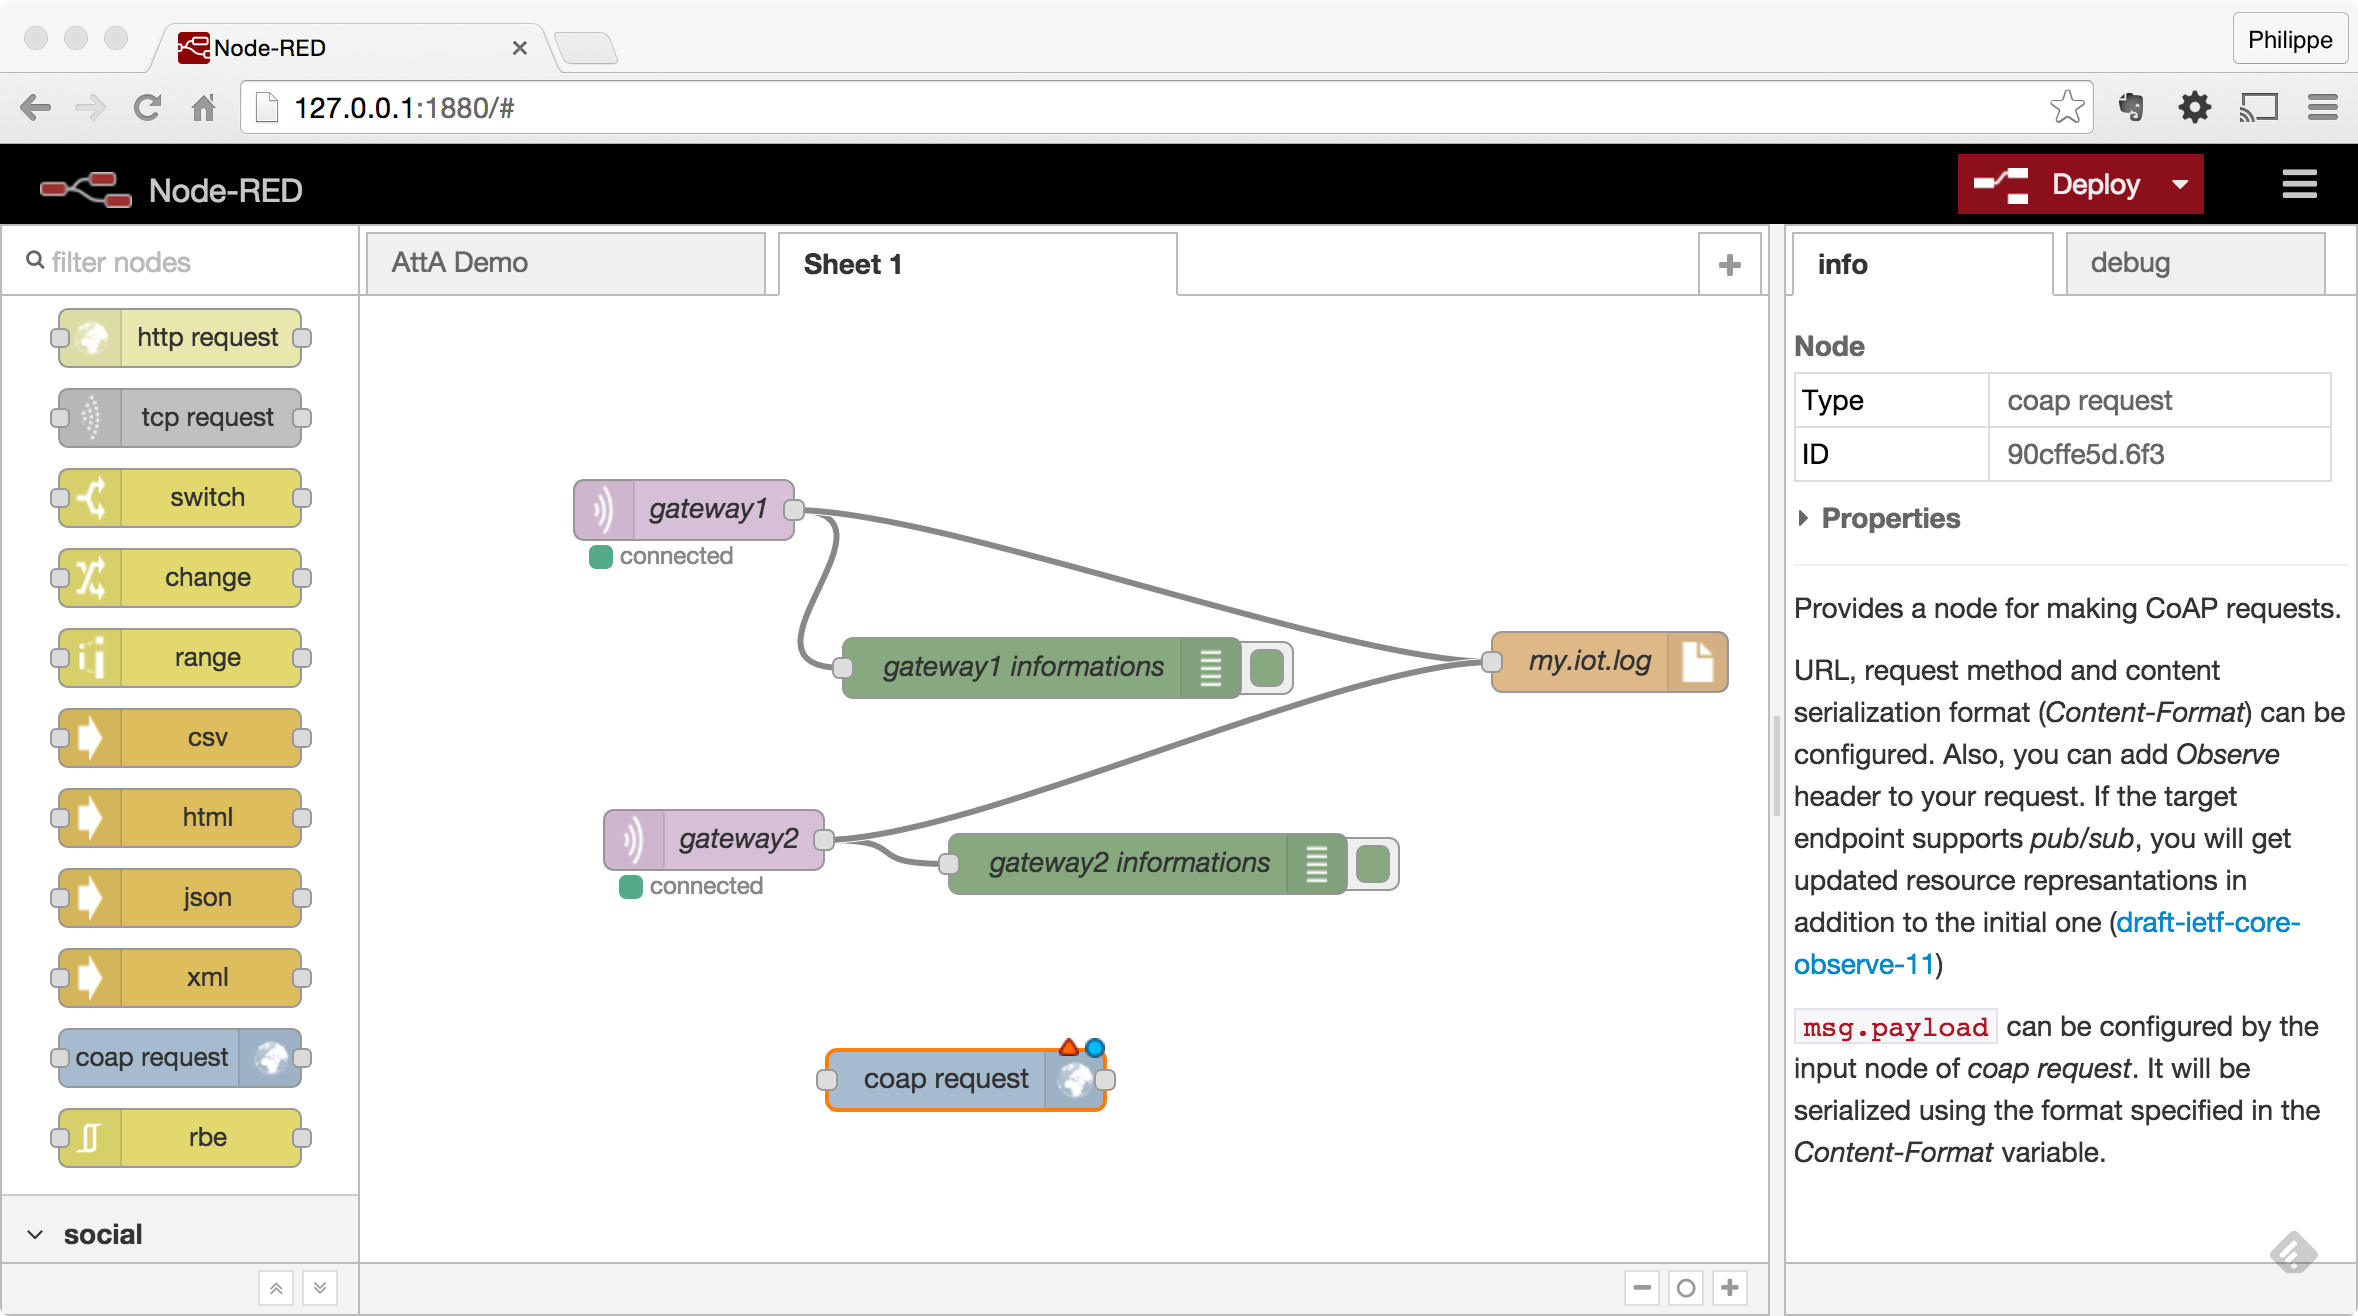 Node-RED
Philippe
127.0.0.1:1880/#
Node-RED
Deploy
filter nodes
AttA Demo
Sheet 1
info
debug
http request
tcp request
switch
change
range
csv
html
json
xml
coap request
rbe
social
gateway1
connected
gateway1 informations
my.iot.log
gateway2
connected
gateway2 informations
coap request
Node
Type coap request
ID 90cffe5d.6f3
Properties
Provides a node for making CoAP requests.
URL, request method and content
serialization format (Content-Format) can be
configured. Also, you can add Observe
header to your request. If the target
endpoint supports pub/sub, you will get
updated resource represantations in
addition to the initial one (draft-ietf-core-
observe-11)
msg.payload can be configured by the
input node of coap request. It will be
serialized using the format specified in the
Content-Format variable.